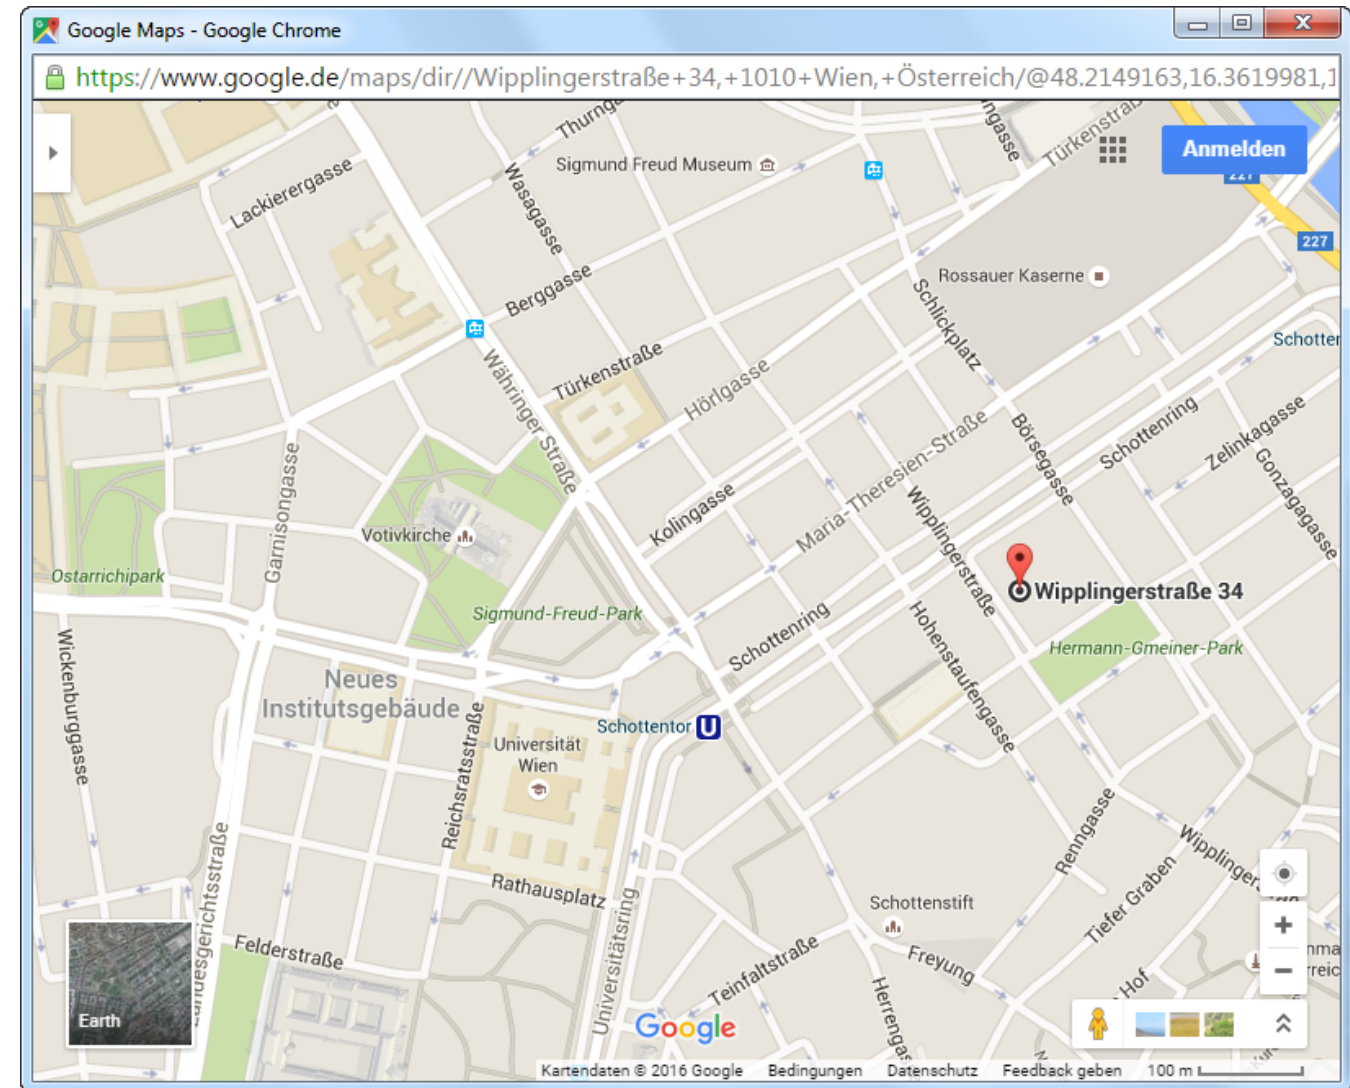 Google Maps - Google Chrome
https://www.google.de/maps/dir//Wipplingerstraße+34,+1010+Wien,+Österreich/@48.2149163,16.3619981,1
Anmelden
Türkenstraße
Sigmund Freud Museum
227
Lackierergasse
Wasagasse
227
Rossauer Kaserne
Berggasse
Schlickplatz
Währinger Straße
Türkenstraße
Hörlgasse
Börsegasse
Schottenring
Zelinkagasse
Gonzagagasse
Garnisongasse
Maria-Theresien-Straße
Kolingasse
Wipplingerstraße
Votivkirche
Ostarrichipark
Wipplingerstraße 34
Sigmund-Freud-Park
Schottenring
Hohenstaufengasse
Hermann-Gmeiner-Park
Wickenburggasse
Neues
Institutsgebäude
Reichsratsstraße
Schottentor U
Universität
Wien
Renngasse
Rathausplatz
Schottenstift
Tiefer Graben
Felderstraße
Universitätsring
Teinfaltstraße
Freyung
Hof
Earth
Google
Kartendaten © 2016 Google Bedingungen Datenschutz Feedback geben 100 m